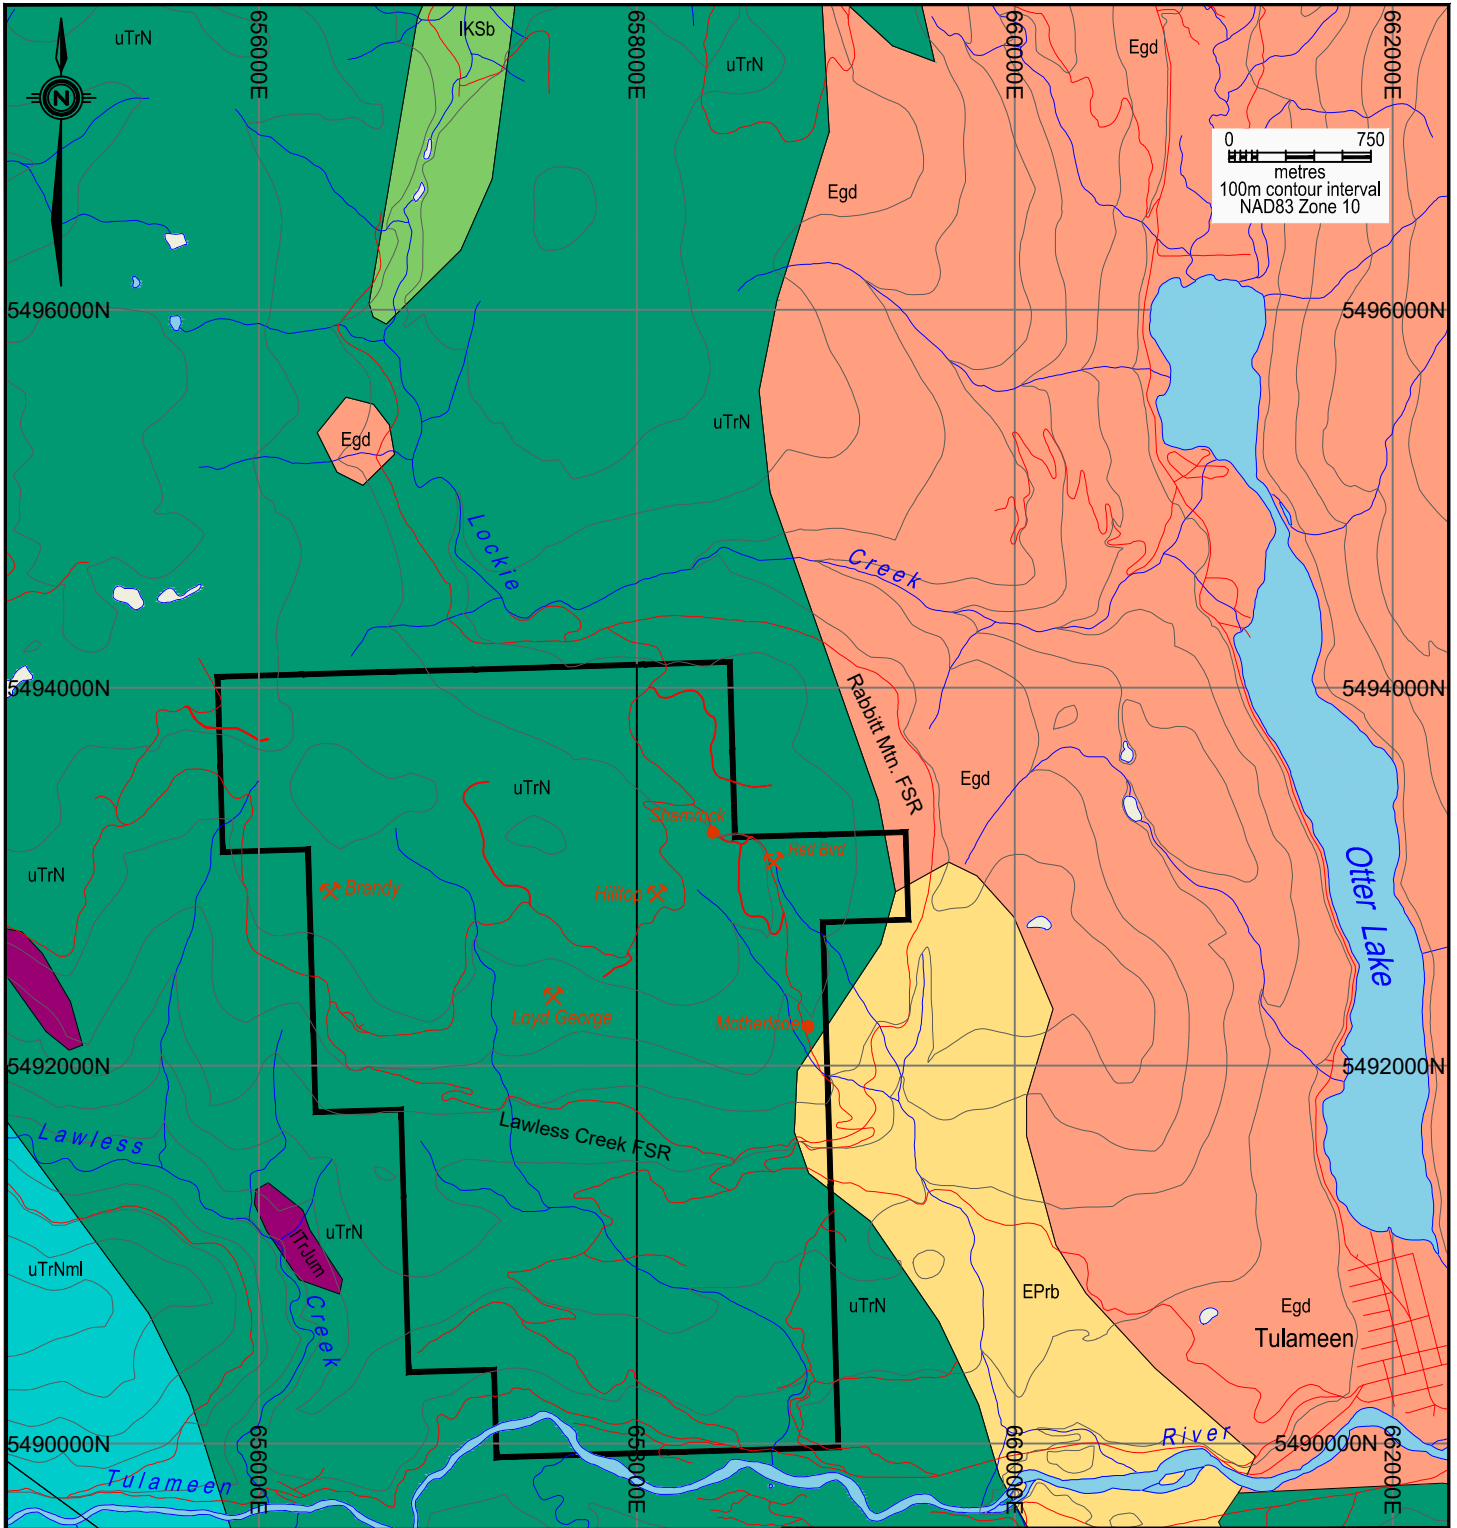 656000E
658000E
660000E
662000E
uTrN
lKSb
uTrN
Egd
N
0 750
metres
100m contour interval
NAD83 Zone 10
Egd
5496000N
5496000N
uTrN
Egd
Lockie
Creek
5494000N
5494000N
Rabbitt Mtn. FSR
Egd
uTrN
Shamrock
Red Bird
uTrN
Brandy
Hilltop
Otter Lake
Loyd George
Motherlode
5492000N
5492000N
Lawless Creek FSR
Lawless
uTrN
lTrJum
uTrNml
Creek
uTrN
EPrb
Egd
Tulameen
5490000N
River
5490000N
Tulameen
656000E
658000E
660000E
662000E